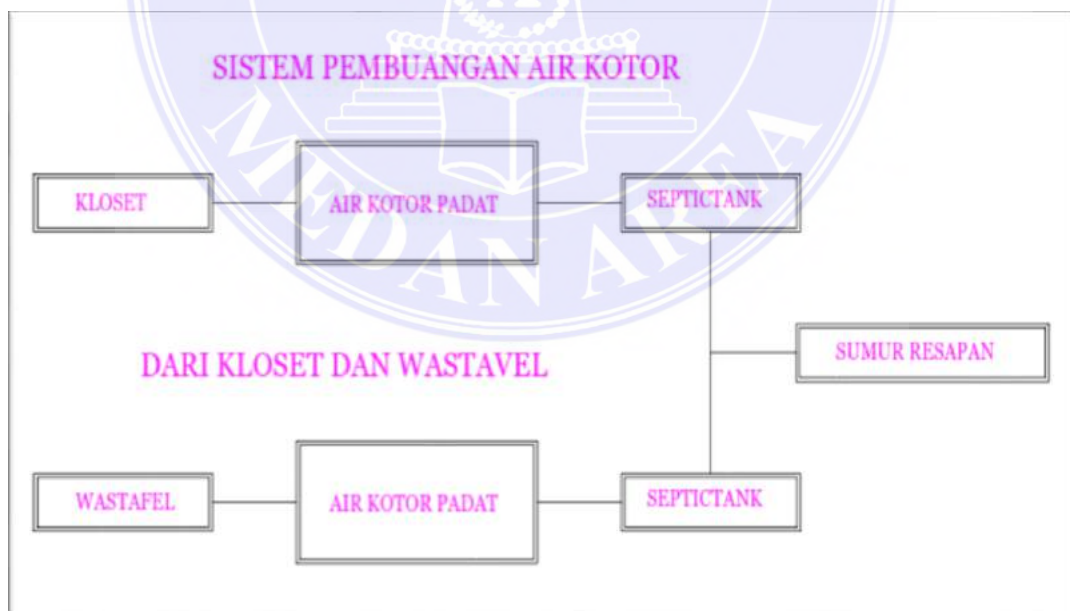 SISTEM PEMBUANGAN AIR KOTOR
MEDAN AREA
KLOSET
AIR KOTOR PADAT
SEPTICTANK
DARI KLOSET DAN WASTAVEL
SUMUR RESAPAN
WASTAFEL
AIR KOTOR PADAT
SEPTICTANK